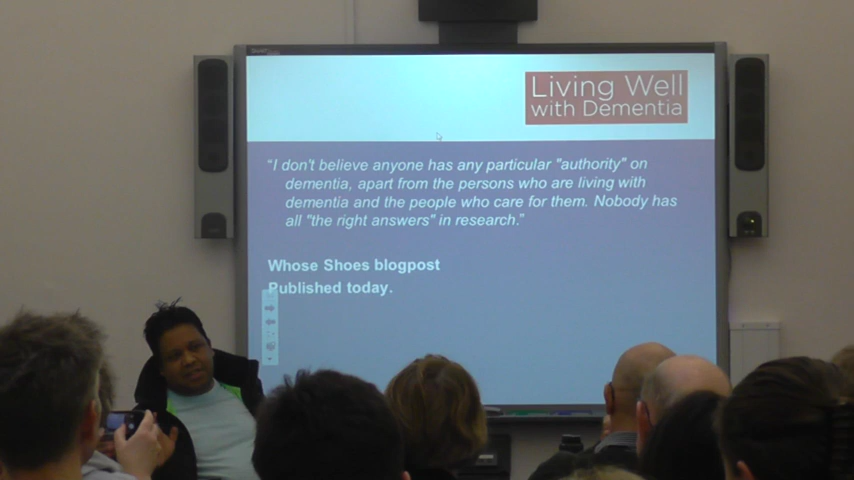 Living Well
with Dementia
"I don't believe anyone has any particular "authority" on
dementia, apart from the persons who are living with
dementia and the people who care for them. Nobody has
all "the right answers" in research."
Whose Shoes blogpost
Published today.